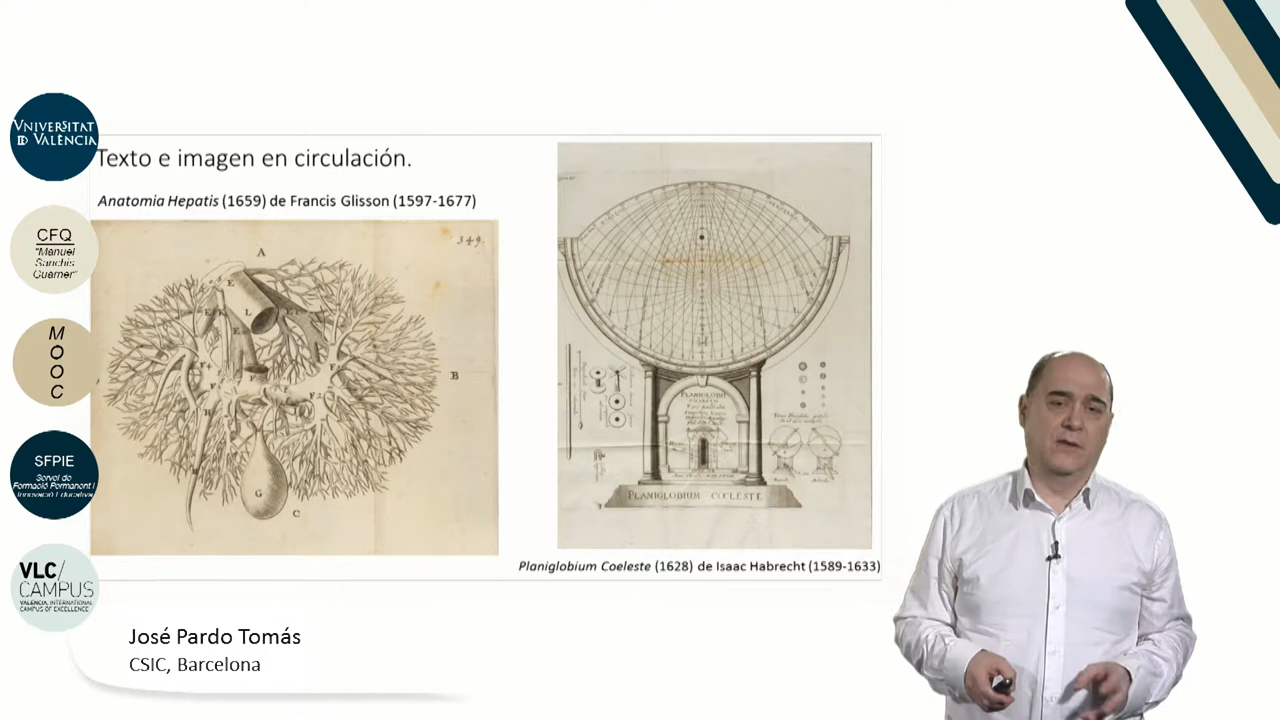 VNIVERSITAT
ID VALÈNCIA
CFQ
"Manuel
Sanchis
Guarner"
M
O
O
C
SFPIE
Servei de
Formació Permanent i
Innovació Educativa
VLC/
CAMPUS
VALENCIA, INTERNATIONAL
CAMPUS OF EXCELLENCE
Texto e imagen en circulación.
Anatomia Hepatis (1659) de Francis Glisson (1597-1677)
349.
A
E
L
B
G
C
PLANIGLOBIUM COELESTE
Planiglobium Coeleste (1628) de Isaac Habrecht (1589-1633)
José Pardo Tomás
CSIC, Barcelona